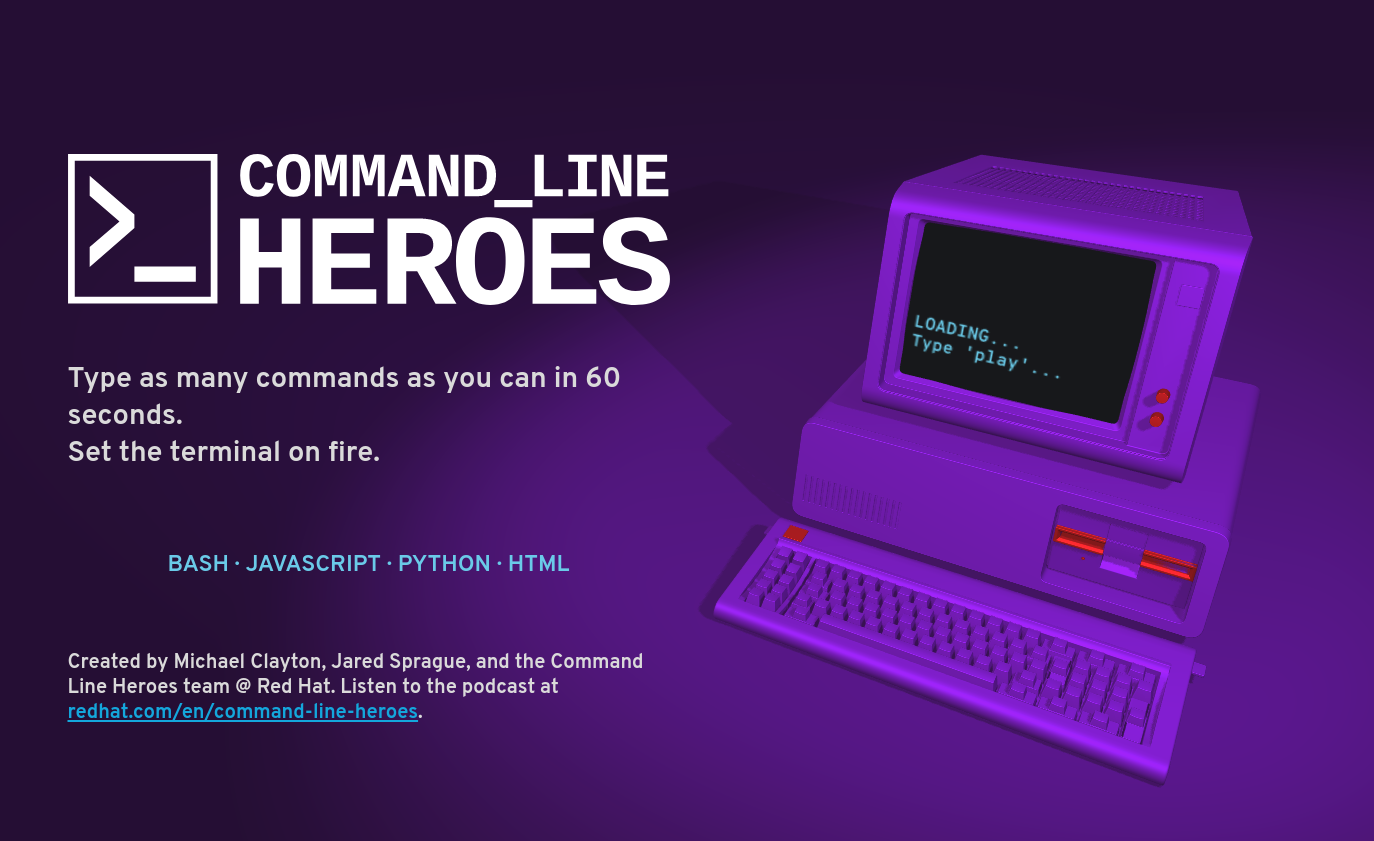 COMMAND_LINE
HEROES
Type as many commands as you can in 60
seconds.
Set the terminal on fire.
BASH · JAVASCRIPT · PYTHON · HTML
Created by Michael Clayton, Jared Sprague, and the Command
Line Heroes team @ Red Hat. Listen to the podcast at
redhat.com/en/command-line-heroes.
LOADING...
Type 'play'...